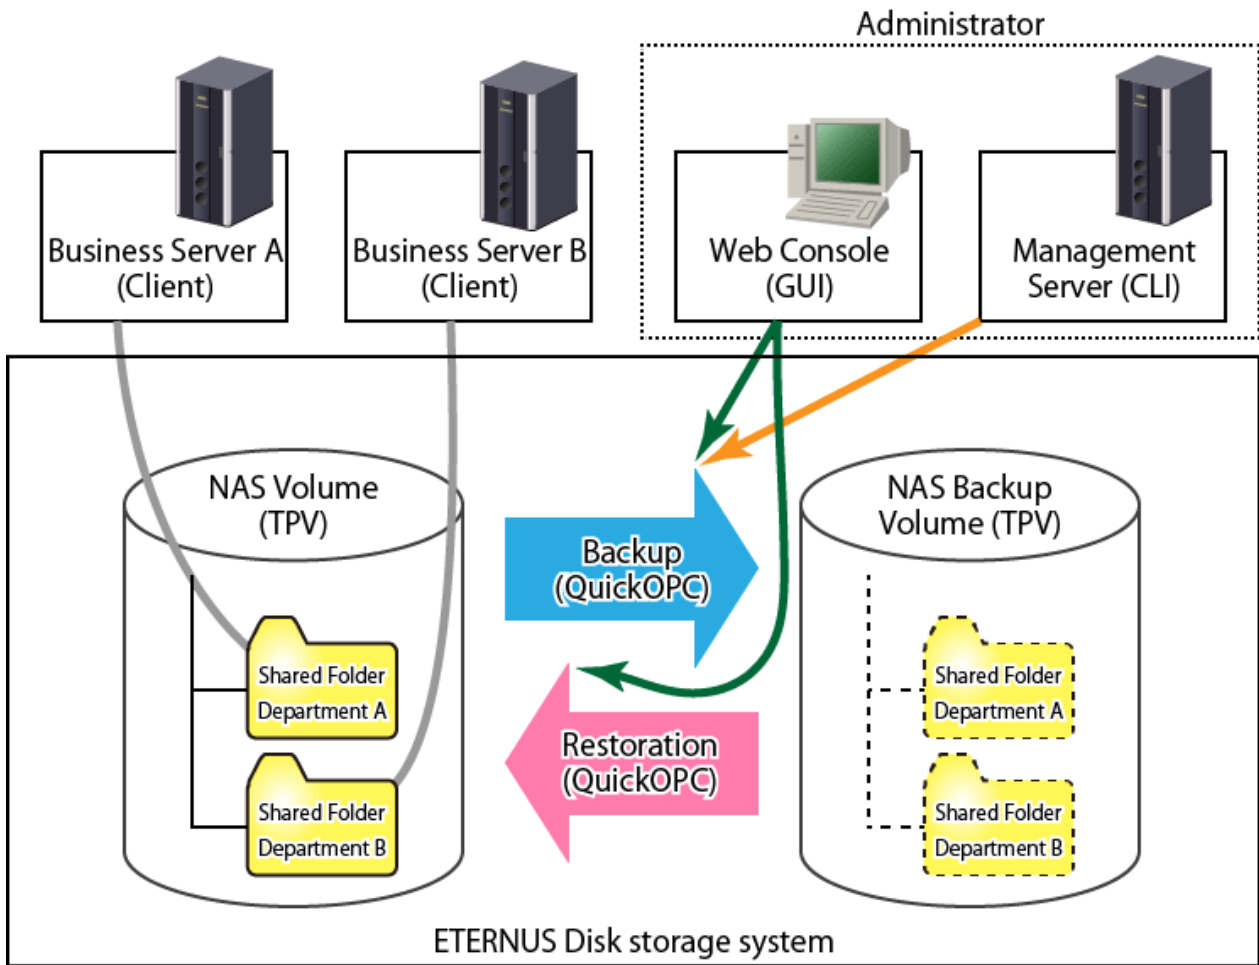 Administrator
Business Server A
(Client)
Business Server B
(Client)
Web Console
(GUI)
Management
Server (CLI)
NAS Volume
(TPV)
Backup
(QuickOPC)
NAS Backup
Volume (TPV)
Shared Folder
Department A
Shared Folder
Department B
Restoration
(QuickOPC)
Shared Folder
Department A
Shared Folder
Department B
ETERNUS Disk storage system